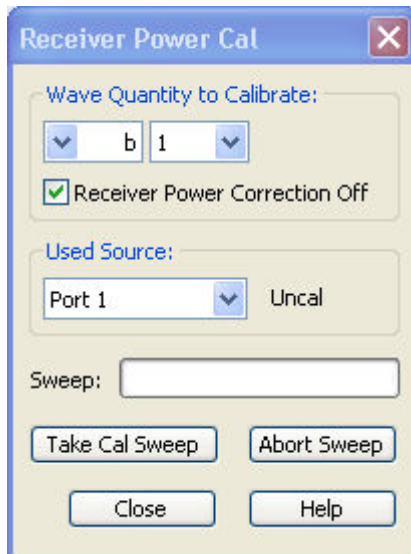 Receiver Power Cal
Wave Quantity to Calibrate:
b 1
Receiver Power Correction Off
Used Source:
Port 1 Uncal
Sweep:
Take Cal Sweep Abort Sweep
Close Help